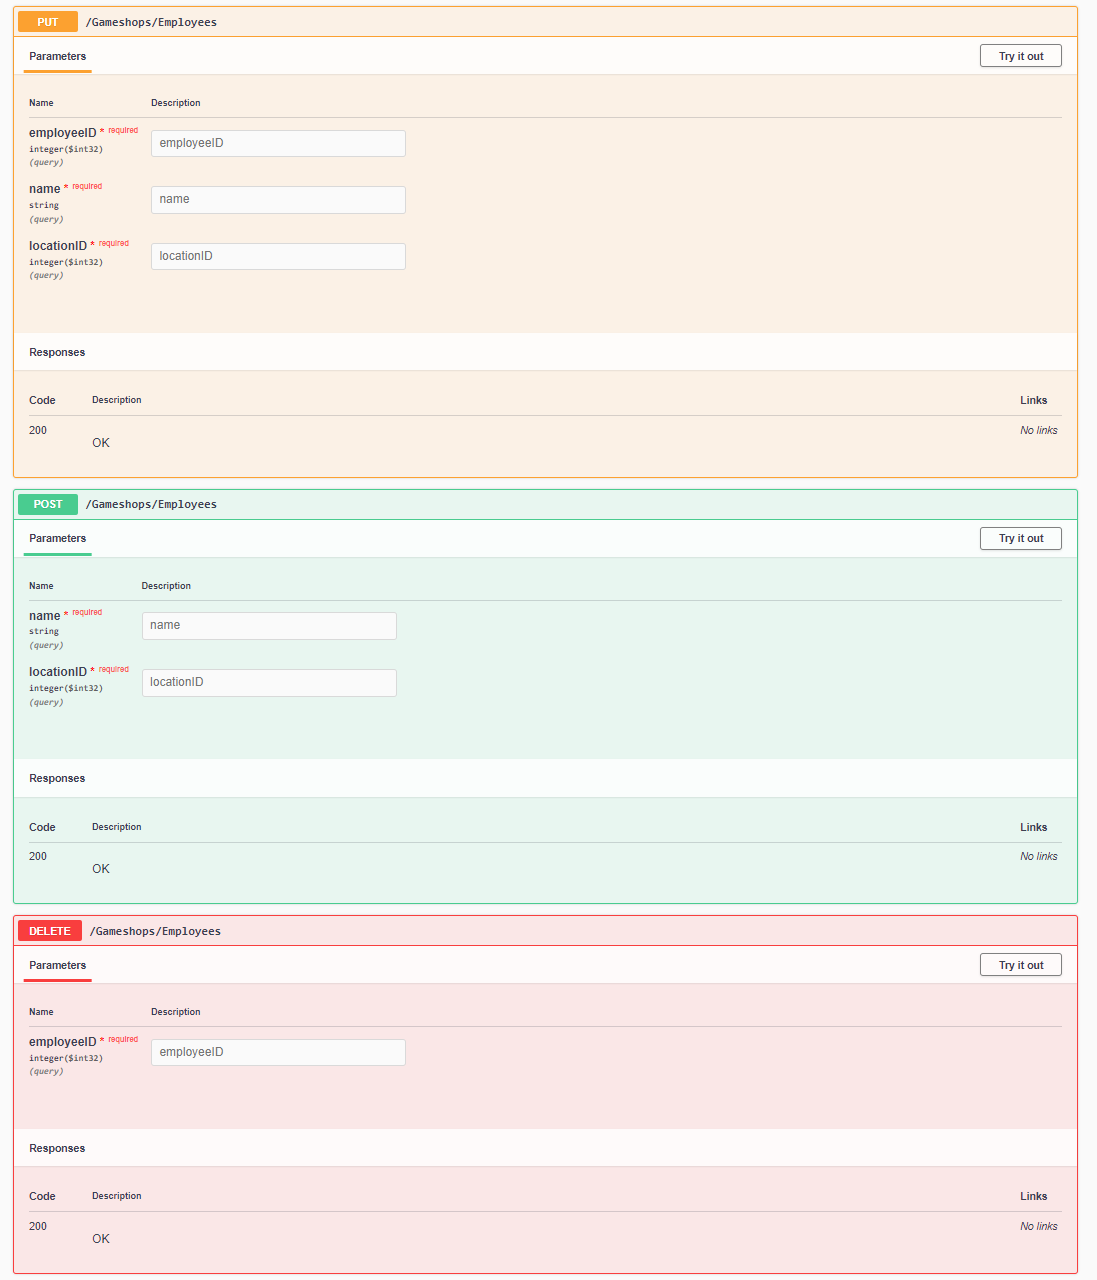 PUT /Gameshops/Employees
Parameters
Try it out
Name Description
employeeID * required
integer($int32)
(query)
employeeID
name * required
string
(query)
name
locationID * required
integer($int32)
(query)
locationID
Responses
Code Description Links
200 OK No links
POST /Gameshops/Employees
Parameters
Try it out
Name Description
name * required
string
(query)
name
locationID * required
integer($int32)
(query)
locationID
Responses
Code Description Links
200 OK No links
DELETE /Gameshops/Employees
Parameters
Try it out
Name Description
employeeID * required
integer($int32)
(query)
employeeID
Responses
Code Description Links
200 OK No links